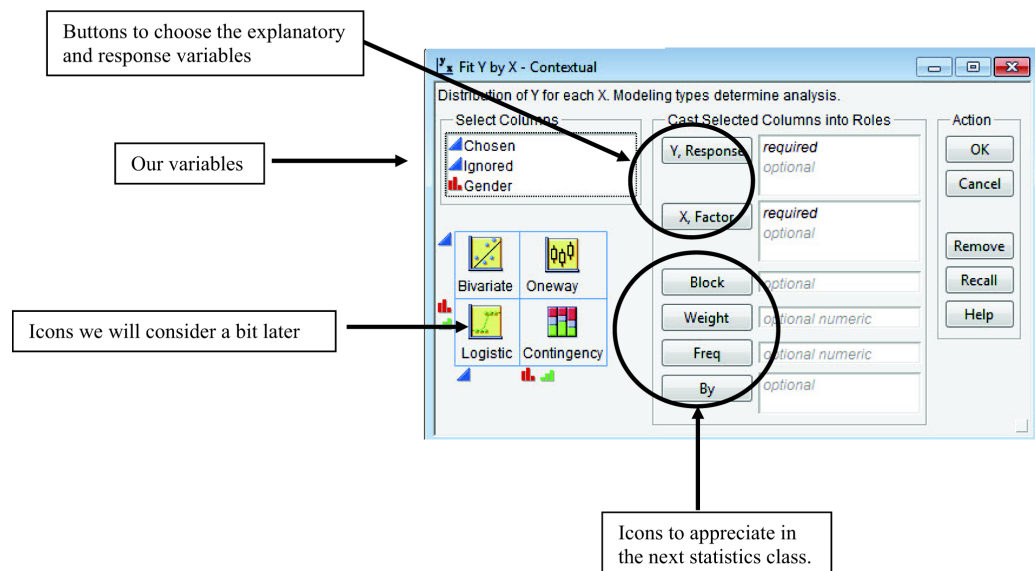 Buttons to choose the explanatory
and response variables
Fit Y by X - Contextual
Distribution of Y for each X. Modeling types determine analysis.
Select Columns
Chosen
Ignored
Gender
Our variables
Cast Selected Columns into Roles
Y, Response
required
optional
X, Factor
required
optional
Block
optional
Weight
optional numeric
Freq
optional numeric
By
optional
Action
OK
Cancel
Remove
Recall
Help
Bivariate
Oneway
Logistic
Contingency
Icons we will consider a bit later
Icons to appreciate in
the next statistics class.